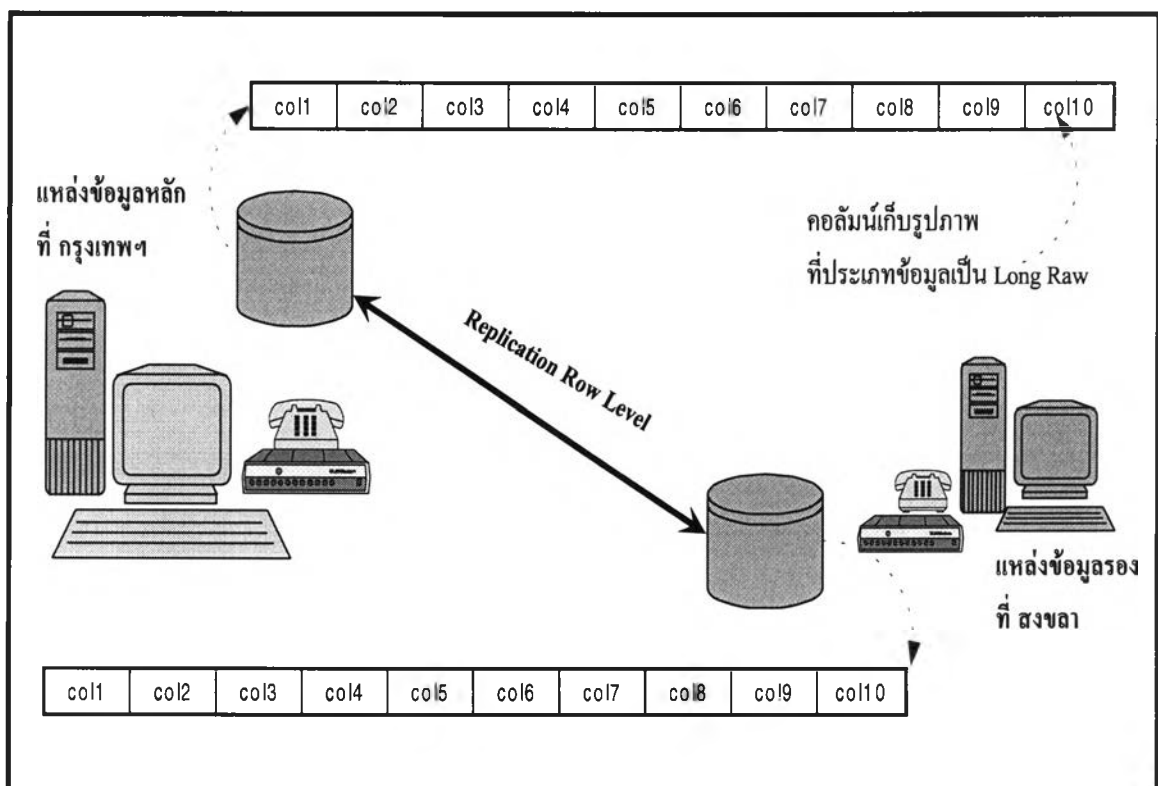 col1 col2 col3 col4 col5 col6 col7 col8 col9 col10
แหล่งข้อมูลหลัก
ที่ กรุงเทพฯ
คอลัมน์เก็บรูปภาพ
ที่ประเภทข้อมูลเป็น Long Raw
Replication Row Level
แหล่งข้อมูลรอง
ที่ สงขลา
col1 col2 col3 col4 col5 col6 col7 col8 col9 col10